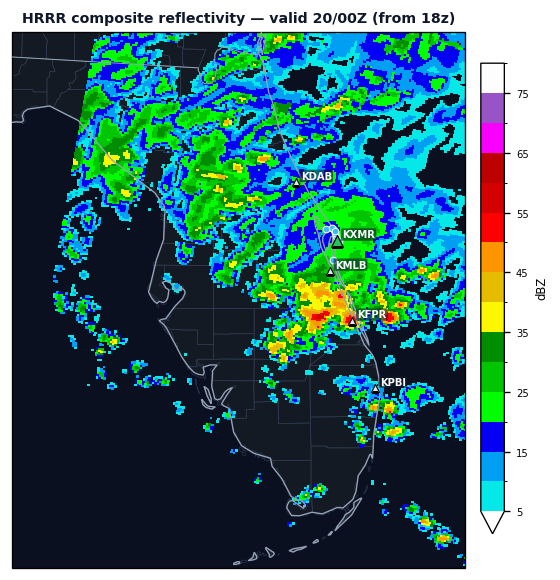 HRRR composite reflectivity — valid 20/00Z (from 18z)
KDAB
KXMR
KMLB
KFPR
KPBI
75
65
55
45
35
25
15
5
dBZ